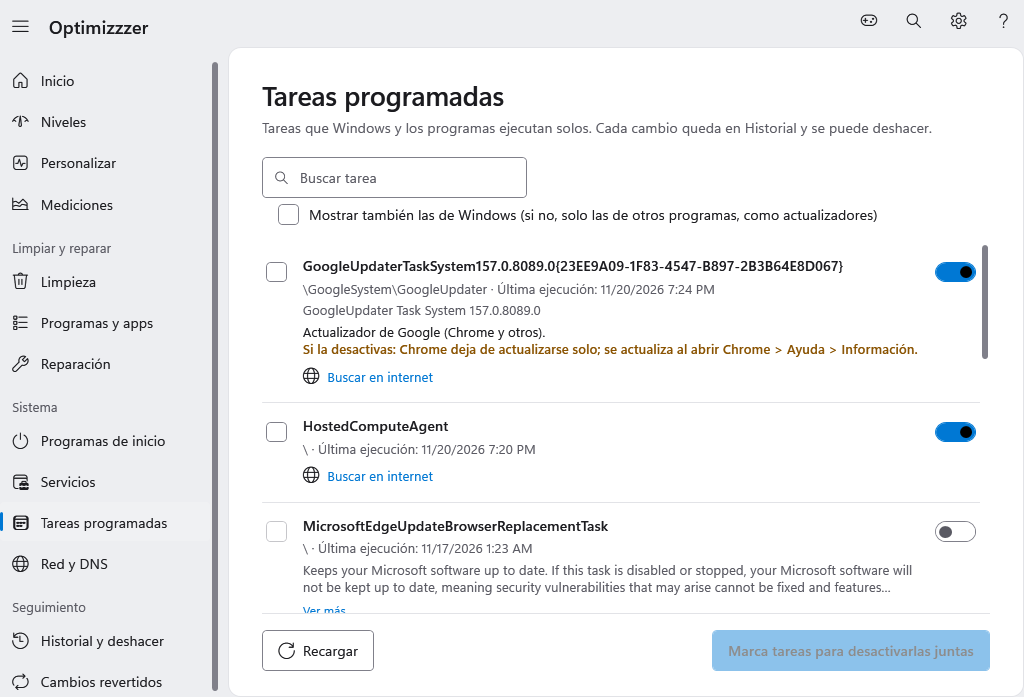 Optimizzzer
Inicio
Niveles
Personalizar
Mediciones
Limpiar y reparar
Limpieza
Programas y apps
Reparación
Sistema
Programas de inicio
Servicios
Tareas programadas
Red y DNS
Seguimiento
Historial y deshacer
Cambios revertidos
Tareas programadas
Tareas que Windows y los programas ejecutan solos. Cada cambio queda en Historial y se puede deshacer.
Buscar tarea
Mostrar también las de Windows (si no, solo las de otros programas, como actualizadores)
GoogleUpdaterTaskSystem157.0.8089.0{23EE9A09-1F83-4547-B897-2B3B64E8D067}
\GoogleSystem\GoogleUpdater · Última ejecución: 11/20/2026 7:24 PM
GoogleUpdater Task System 157.0.8089.0
Actualizador de Google (Chrome y otros).
Si la desactivas: Chrome deja de actualizarse solo; se actualiza al abrir Chrome > Ayuda > Información.
Buscar en internet
HostedComputeAgent
\ · Última ejecución: 11/20/2026 7:20 PM
Buscar en internet
MicrosoftEdgeUpdateBrowserReplacementTask
\ · Última ejecución: 11/17/2026 1:23 AM
Keeps your Microsoft software up to date. If this task is disabled or stopped, your Microsoft software will
not be kept up to date, meaning security vulnerabilities that may arise cannot be fixed and features...
Ver más
Recargar
Marca tareas para desactivarlas juntas